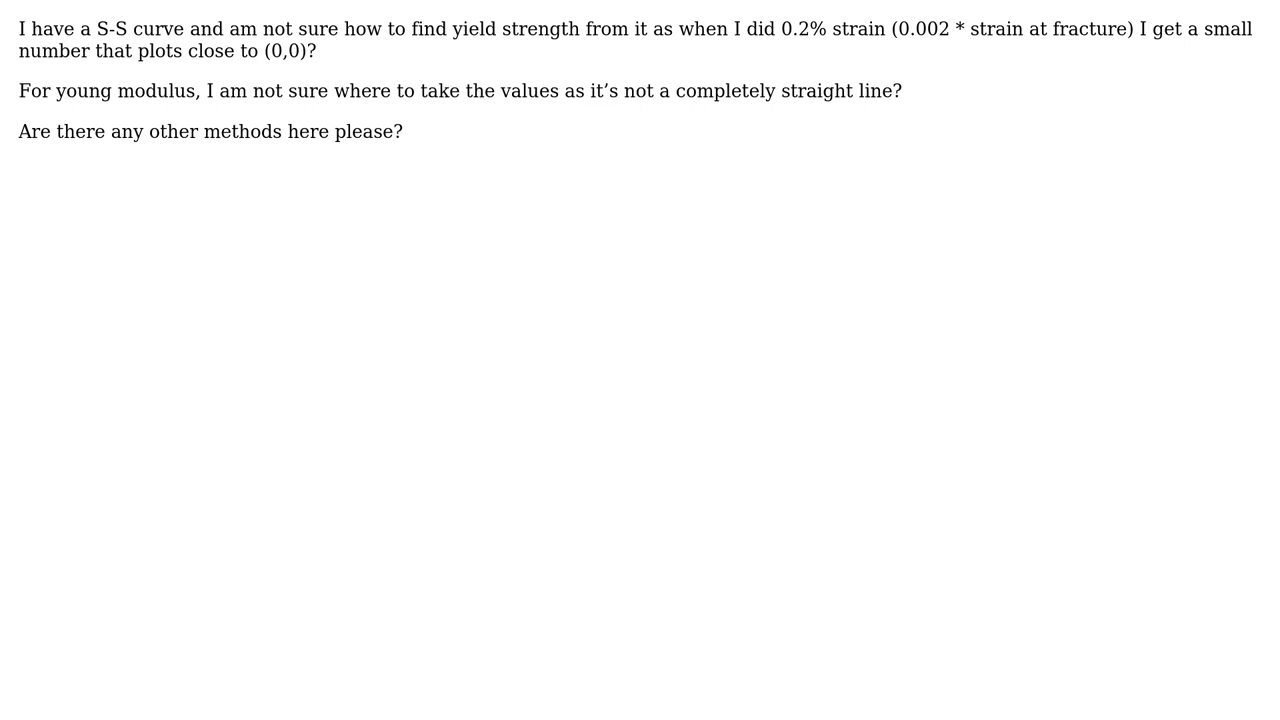 I have a S-S curve and am not sure how to find yield strength from it as when I did 0.2% strain (0.002 * strain at fracture) I get a small
number that plots close to (0,0)?
For young modulus, I am not sure where to take the values as it’s not a completely straight line?
Are there any other methods here please?